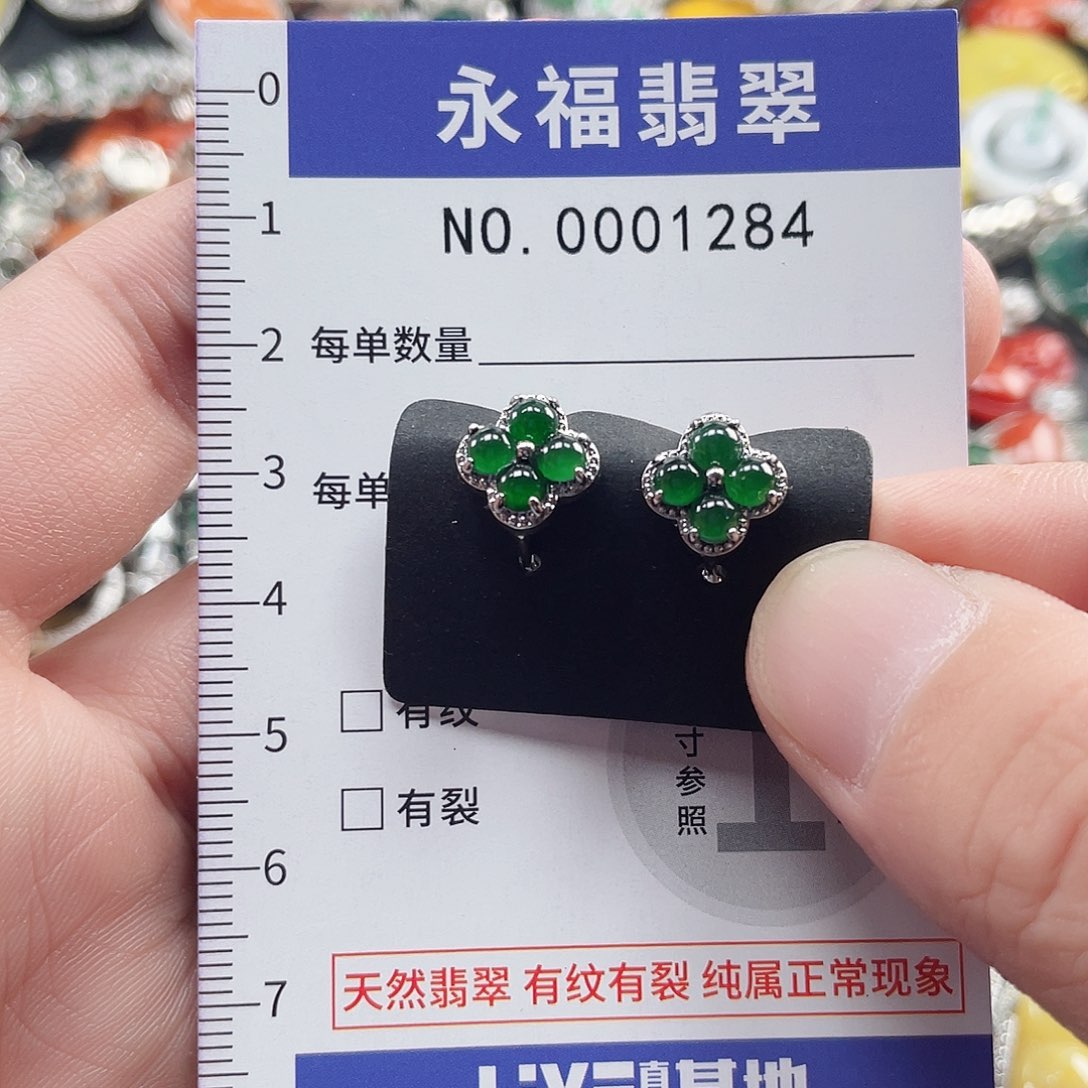 永福翡翠
0
NO. 0001284
1
2
每单数量
3
每单
4
有纹
5
寸参照
有裂
6
天然翡翠 有纹有裂 纯属正常现象
7
基地